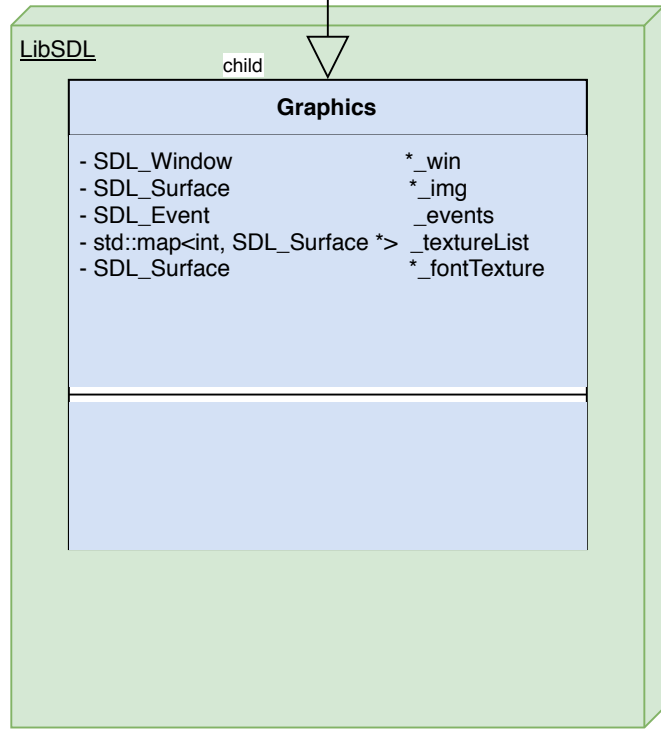 LibSDL
child
Graphics
- SDL_Window *_win
- SDL_Surface *_img
- SDL_Event _events
- std::map<int, SDL_Surface *> _textureList
- SDL_Surface *_fontTexture